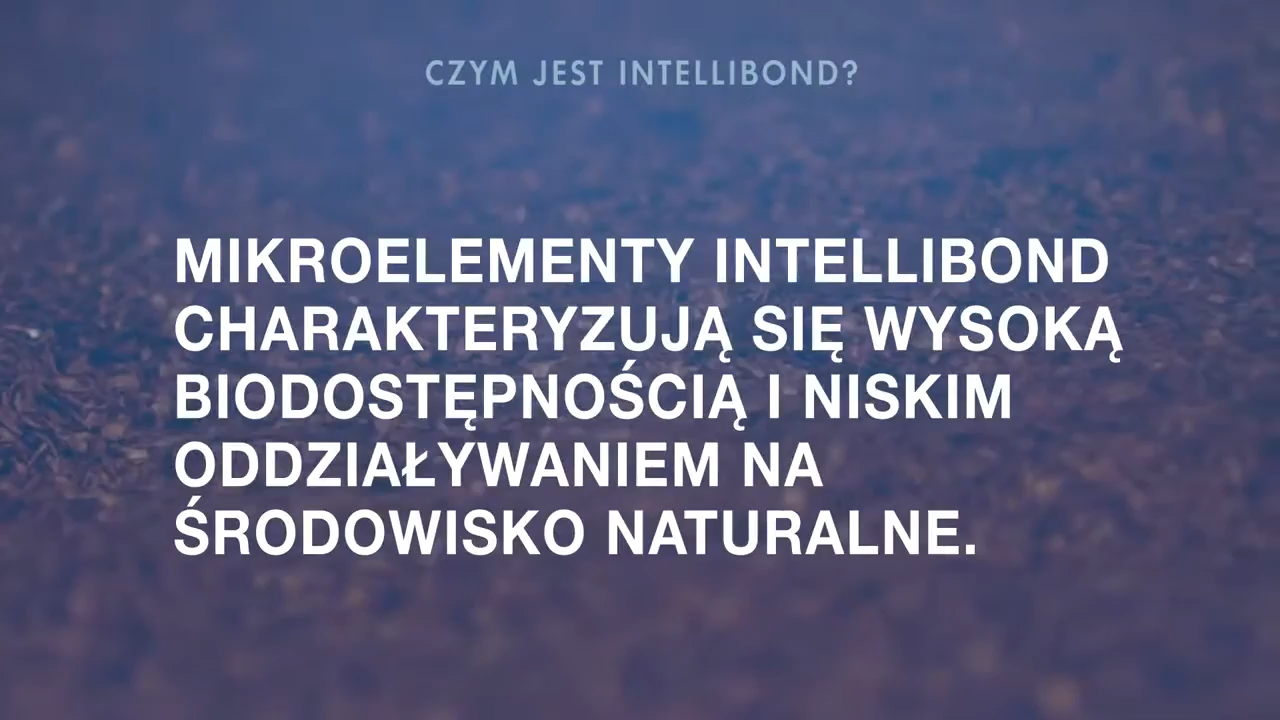 CZYM JEST INTELLIBOND?
MIKROELEMENTY INTELLIBOND
CHARAKTERYZUJĄ SIĘ WYSOKĄ
BIODOSTĘPNOŚCIĄ I NISKIM
ODDZIAŁYWANIEM NA
ŚRODOWISKO NATURALNE.